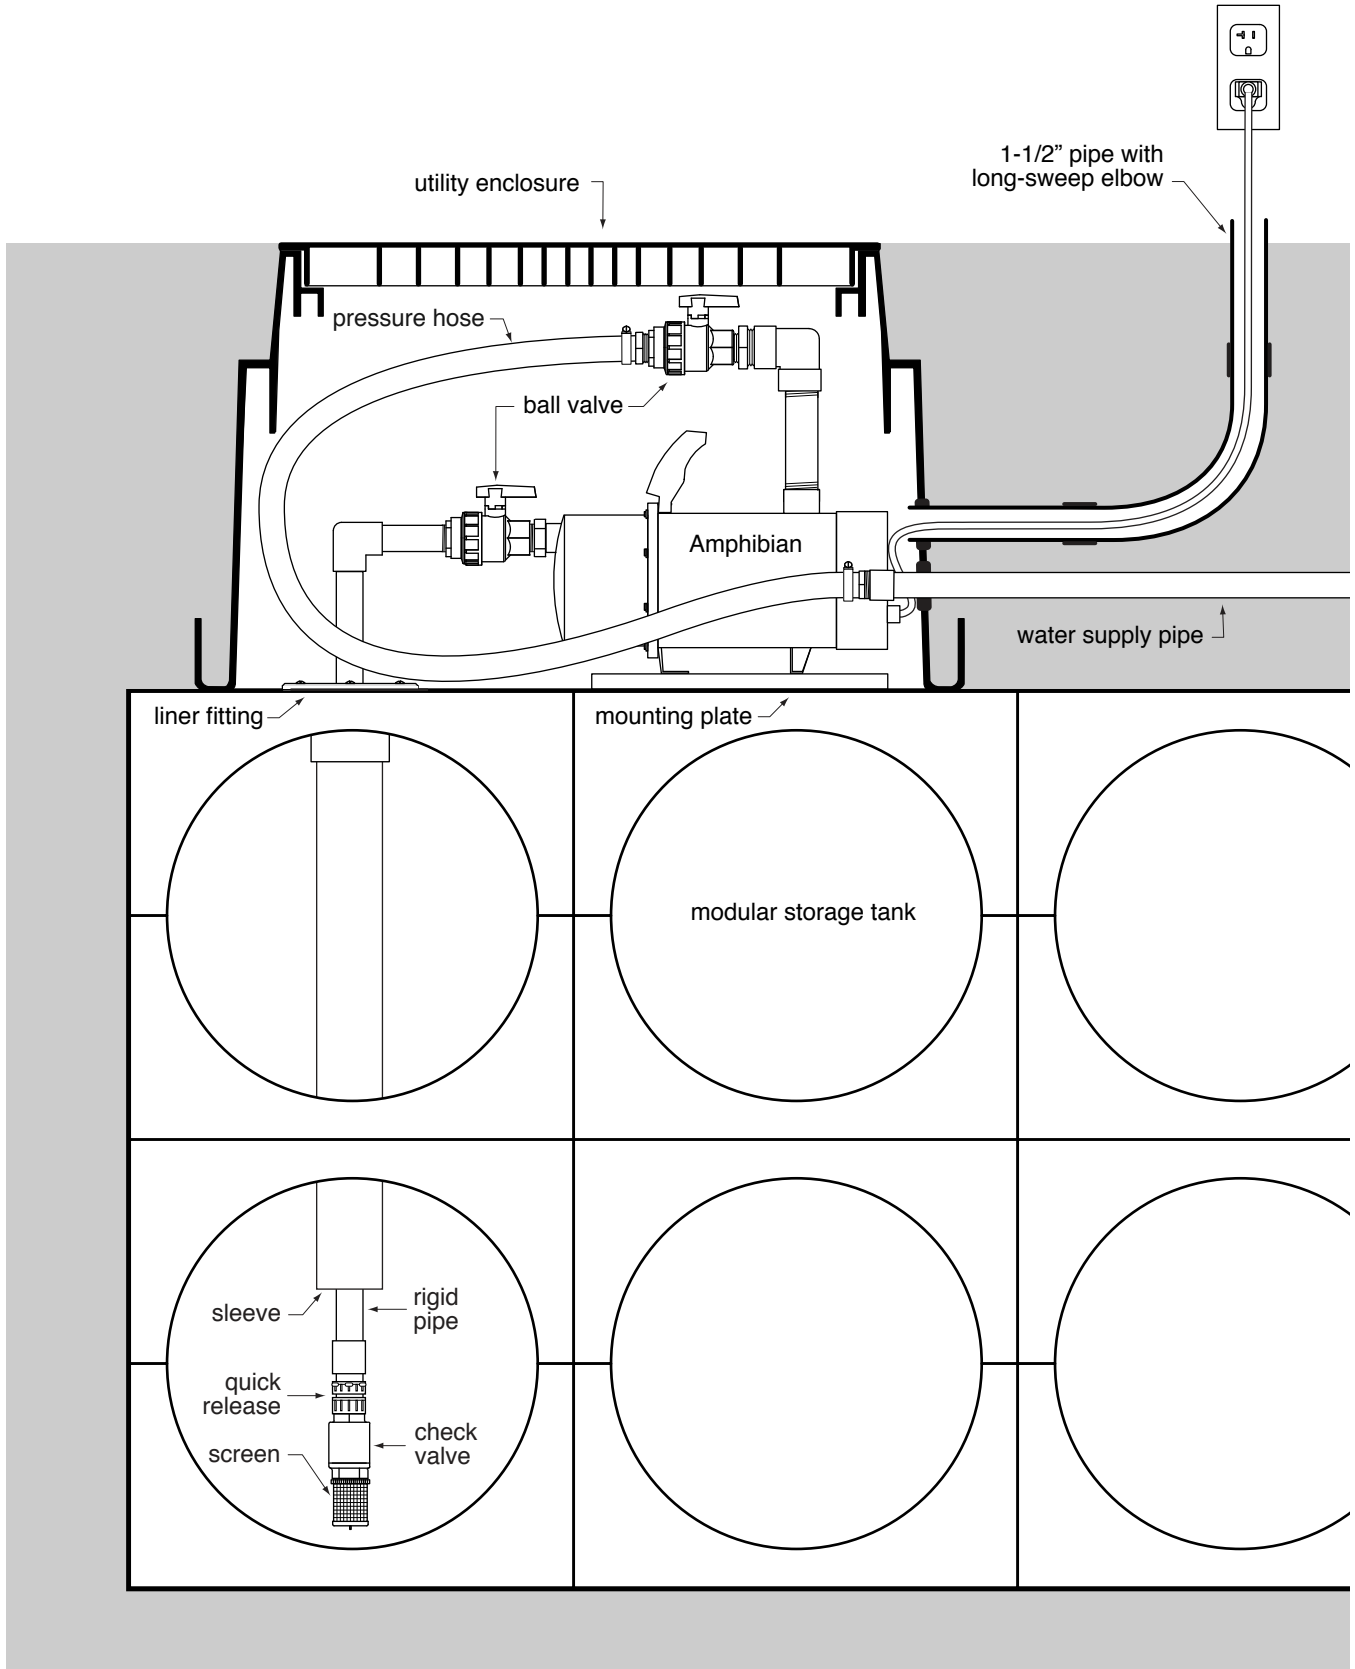 1-1/2” pipe with
long-sweep elbow
utility enclosure
pressure hose
ball valve
Amphibian
water supply pipe
liner fitting
mounting plate
modular storage tank
sleeve
rigid
pipe
quick
release
check
valve
screen